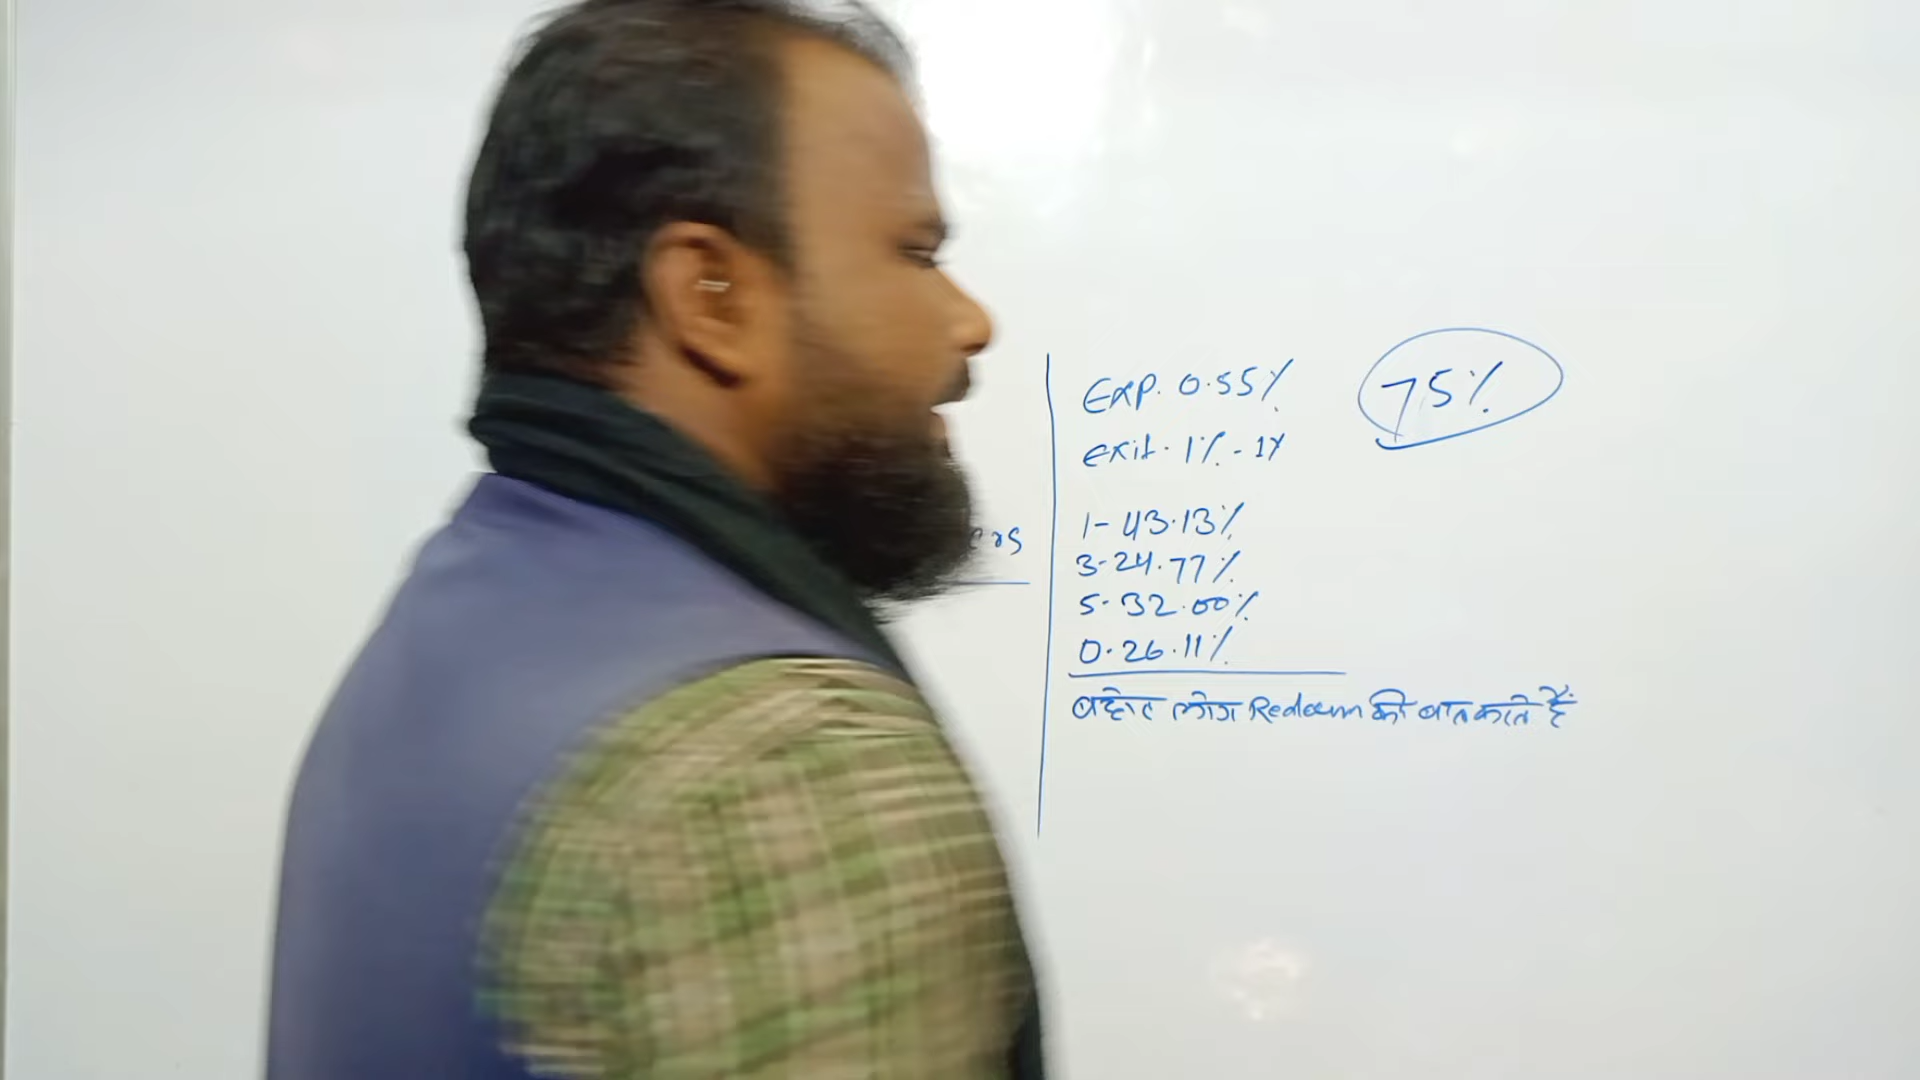 Exp. 0.55%
75%
exit. 1% - 1Y
1- 43.13%
3- 24.77%
5- 32.00%
0- 26.11%
बहोत लोग Redeem की बात करते हैं